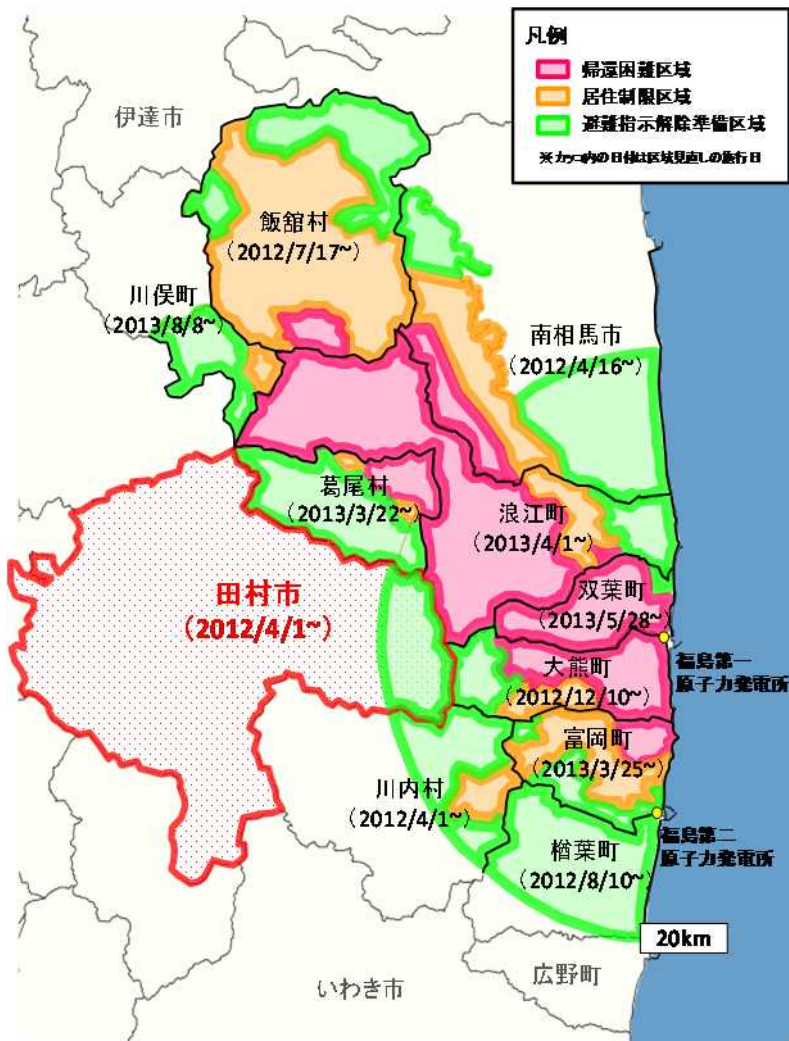 凡例
帰還困難区域
居住制限区域
避難指示解除準備区域
※カッコ内の日付は区域見直しの施行日
伊達市
飯舘村
(2012/7/17~)
川俣町
(2013/8/8~)
南相馬市
(2012/4/16~)
葛尾村
(2013/3/22~)
浪江町
(2013/4/1~)
田村市
(2012/4/1~)
双葉町
(2013/5/28~)
福島第一
原子力発電所
大熊町
(2012/12/10~)
富岡町
(2013/3/25~)
川内村
(2012/4/1~)
福島第二
原子力発電所
楢葉町
(2012/8/10~)
20km
広野町
いわき市